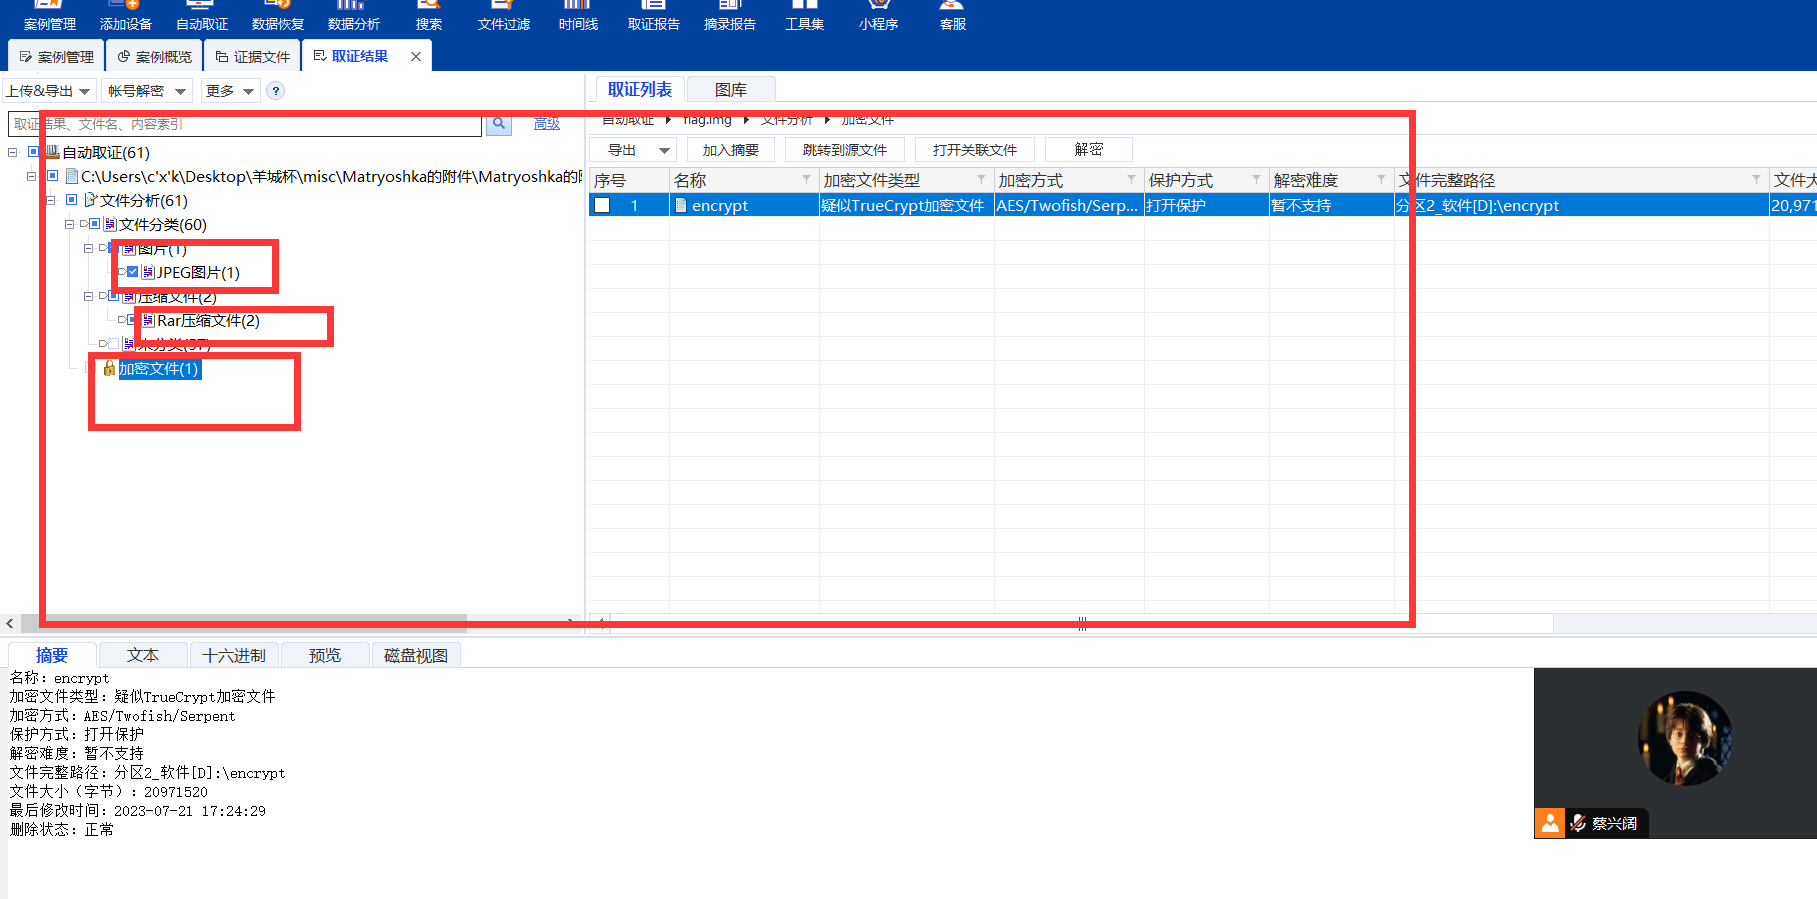 案例管理 添加设备 自动取证 数据恢复 数据分析 搜索 文件过滤 时间线 取证报告 摘录报告 工具集 小程序 客服
案例管理 案例概览 证据文件 取证结果
上传&导出 帐号解密 更多 ?
取证结果、文件名、内容索引 高级
自动取证(61)
C:\Users\c'x'k\Desktop\羊城杯\misc\Matryoshka的附件\Matryoshka的附
文件分析(61)
文件分类(60)
图片(1)
JPEG图片(1)
压缩文件(2)
Rar压缩文件(2)
未分类(57)
加密文件(1)
取证列表 图库
自动取证 flag.img 文件分析 加密文件
导出 加入摘要 跳转到源文件 打开关联文件 解密
序号 名称 加密文件类型 加密方式 保护方式 解密难度 文件完整路径 文件大
1 encrypt 疑似TrueCrypt加密文件 AES/Twofish/Serp... 打开保护 暂不支持 分区2_软件[D]:\encrypt 20,971
摘要 文本 十六进制 预览 磁盘视图
名称：encrypt
加密文件类型：疑似TrueCrypt加密文件
加密方式：AES/Twofish/Serpent
保护方式：打开保护
解密难度：暂不支持
文件完整路径：分区2_软件[D]:\encrypt
文件大小（字节）：20971520
最后修改时间：2023-07-21 17:24:29
删除状态：正常
蔡兴阔